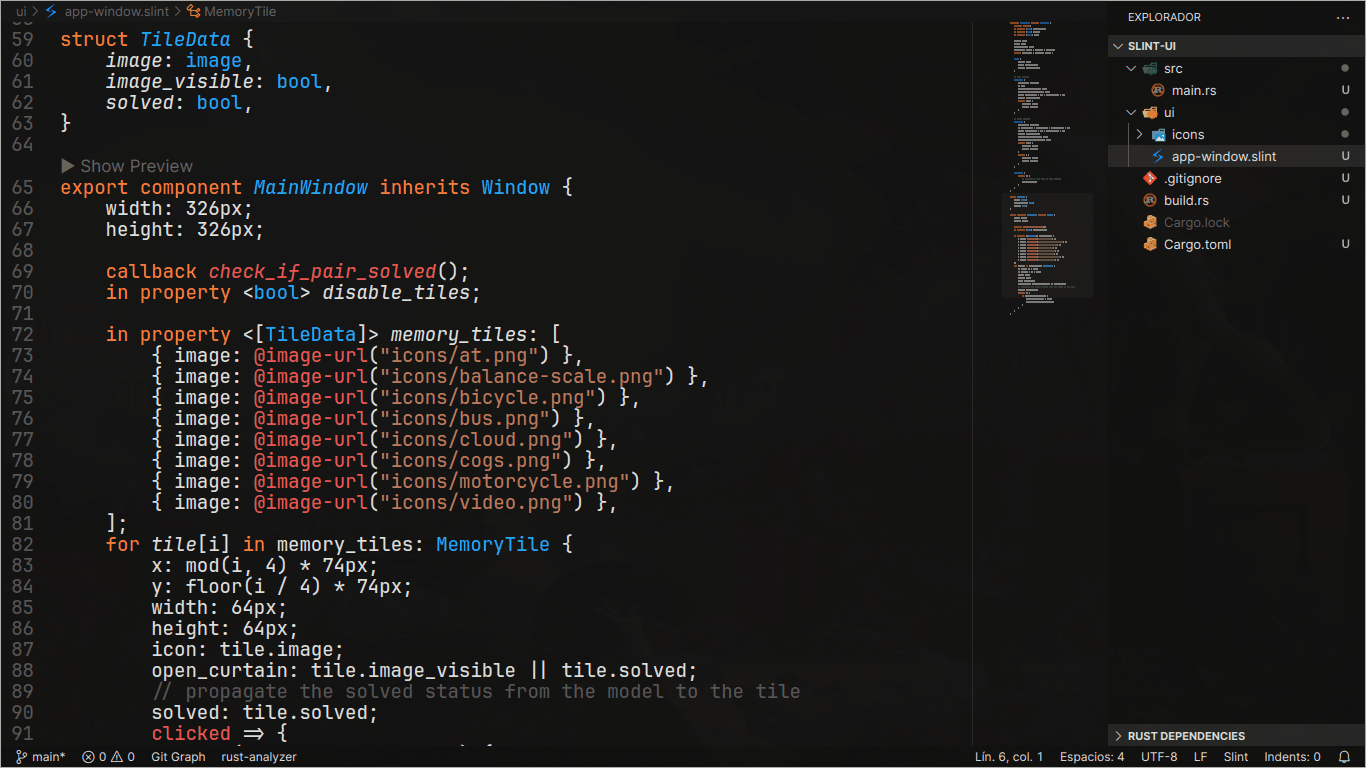 ui > app-window.slint > MemoryTile
59 struct TileData {
60     image: image,
61     image_visible: bool,
62     solved: bool,
63 }
64
▶ Show Preview
65 export component MainWindow inherits Window {
66     width: 326px;
67     height: 326px;
68
69     callback check_if_pair_solved();
70     in property <bool> disable_tiles;
71
72     in property <[TileData]> memory_tiles: [
73         { image: @image-url("icons/at.png") },
74         { image: @image-url("icons/balance-scale.png") },
75         { image: @image-url("icons/bicycle.png") },
76         { image: @image-url("icons/bus.png") },
77         { image: @image-url("icons/cloud.png") },
78         { image: @image-url("icons/cogs.png") },
79         { image: @image-url("icons/motorcycle.png") },
80         { image: @image-url("icons/video.png") },
81     ];
82     for tile[i] in memory_tiles: MemoryTile {
83         x: mod(i, 4) * 74px;
84         y: floor(i / 4) * 74px;
85         width: 64px;
86         height: 64px;
87         icon: tile.image;
88         open_curtain: tile.image_visible || tile.solved;
89         // propagate the solved status from the model to the tile
90         solved: tile.solved;
91         clicked => {
EXPLORADOR ...
SLINT-UI
src
main.rs U
ui
icons
app-window.slint U
.gitignore U
build.rs U
Cargo.lock
Cargo.toml U
RUST DEPENDENCIES
main* 0 0 Git Graph rust-analyzer Lín. 6, col. 1 Espacios: 4 UTF-8 LF Slint Indents: 0